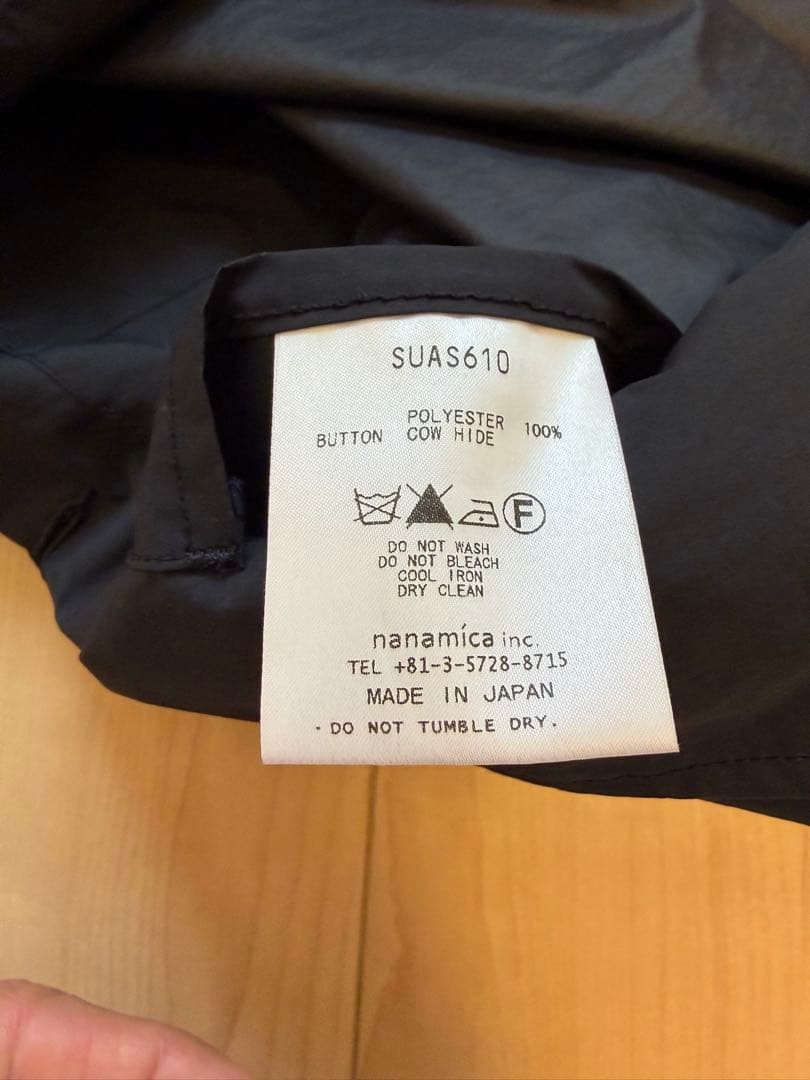 SUAS610
POLYESTER 100%
BUTTON COW HIDE
F
DO NOT WASH
DO NOT BLEACH
COOL IRON
DRY CLEAN
nanamíca inc.
TEL +81-3-5728-8715
MADE IN JAPAN
・DO NOT TUMBLE DRY.